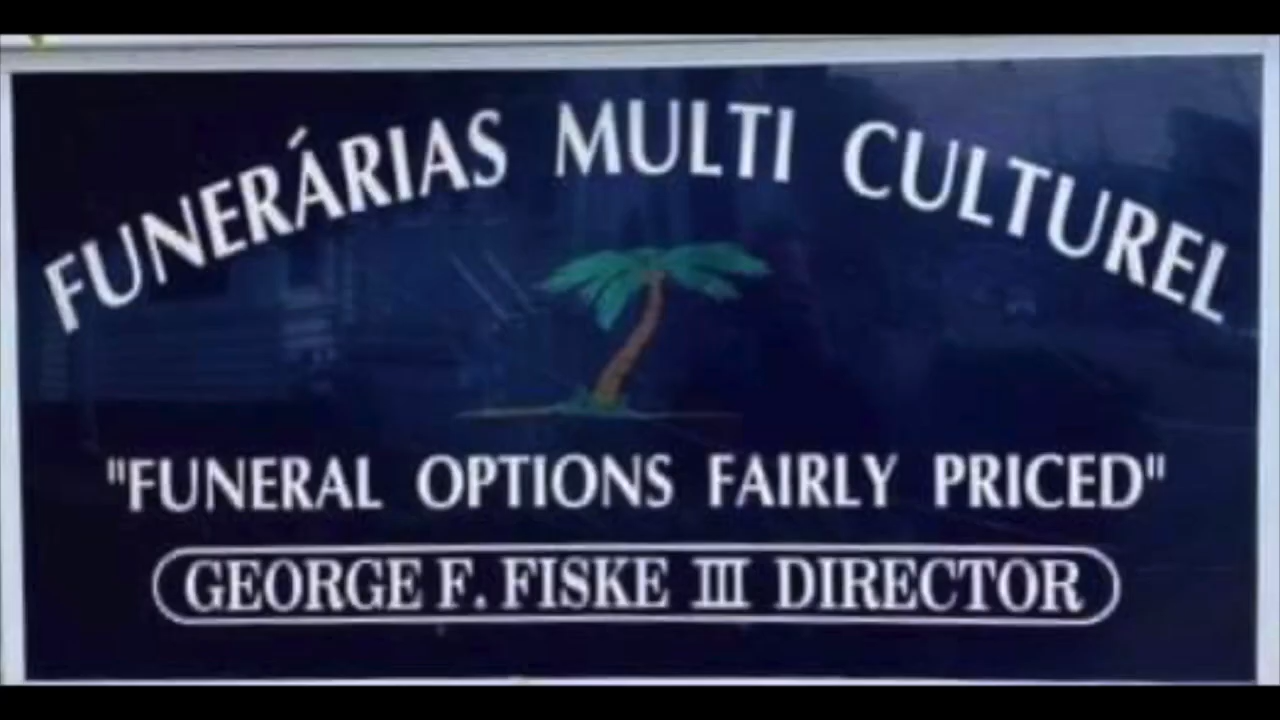 FUNERÁRIAS MULTI CULTUREL
"FUNERAL OPTIONS FAIRLY PRICED"
GEORGE F. FISKE III DIRECTOR